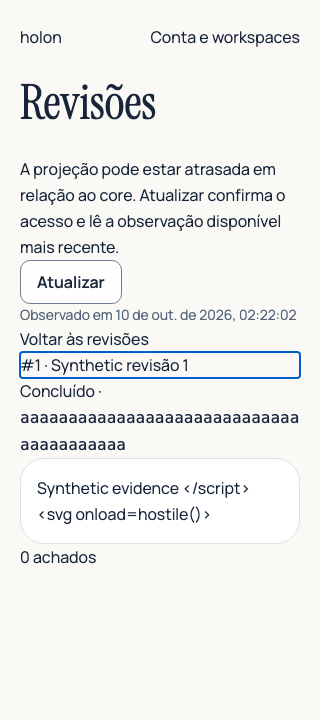 holon
Conta e workspaces
Revisões
A projeção pode estar atrasada em
relação ao core. Atualizar confirma o
acesso e lê a observação disponível
mais recente.
Atualizar
Observado em 10 de out. de 2026, 02:22:02
Voltar às revisões
#1 · Synthetic revisão 1
Concluído ·
aaaaaaaaaaaaaaaaaaaaaaaaaaaaa
aaaaaaaaaaa
Synthetic evidence </script>
<svg onload=hostile()>
0 achados